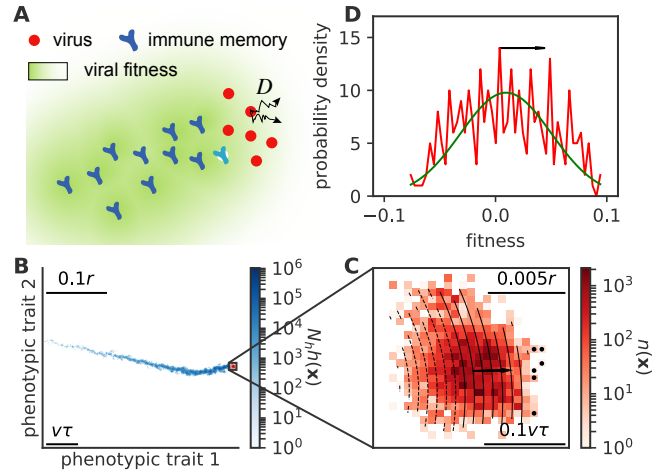 A
virus
immune memory
viral fitness
D
D
probability density
15
10
5
0
−0.1
0.0
0.1
fitness
B
0.1r
vτ
phenotypic trait 2
phenotypic trait 1
10^6
10^5
10^4
10^3
10^2
10^1
10^0
N_h h(x)
C
0.005r
0.1vτ
10^3
10^2
10^1
10^0
n(x)